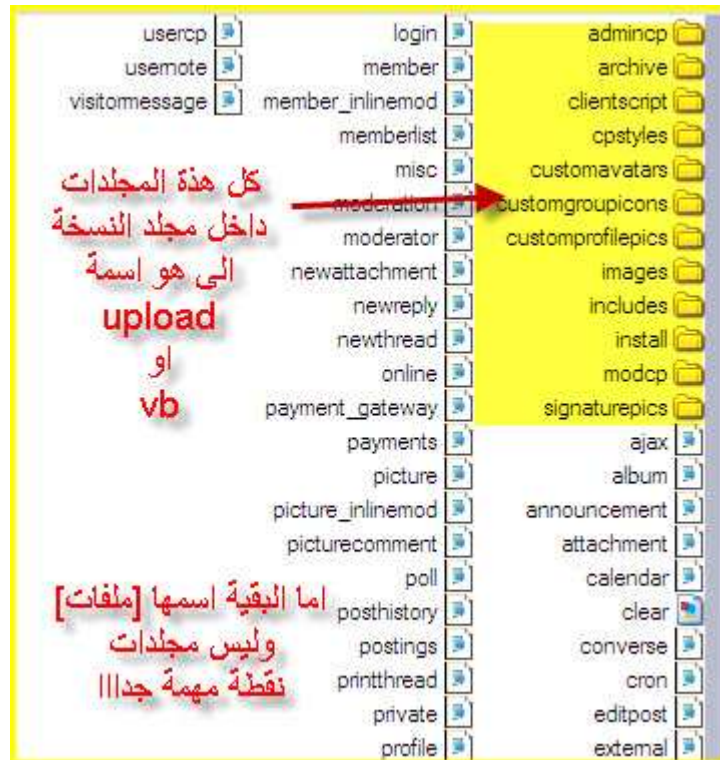 admincp
archive
clientscript
cpstyles
customavatars
customgroupicons
customprofilepics
images
includes
install
modcp
signaturepics
ajax
album
announcement
attachment
calendar
clear
converse
cron
editpost
external
login
member
member_inlinemod
memberlist
misc
moderation
moderator
newattachment
newreply
newthread
online
payment_gateway
payments
picture
picture_inlinemod
picturecomment
poll
posthistory
postings
printthread
private
profile
usercp
usernote
visitormessage
كل هذة المجلدات
داخل مجلد النسخة
الى هو اسمة
upload
او
vb
اما البقية اسمها [ملفات]
وليس مجلدات
نقطة مهمة جداااا